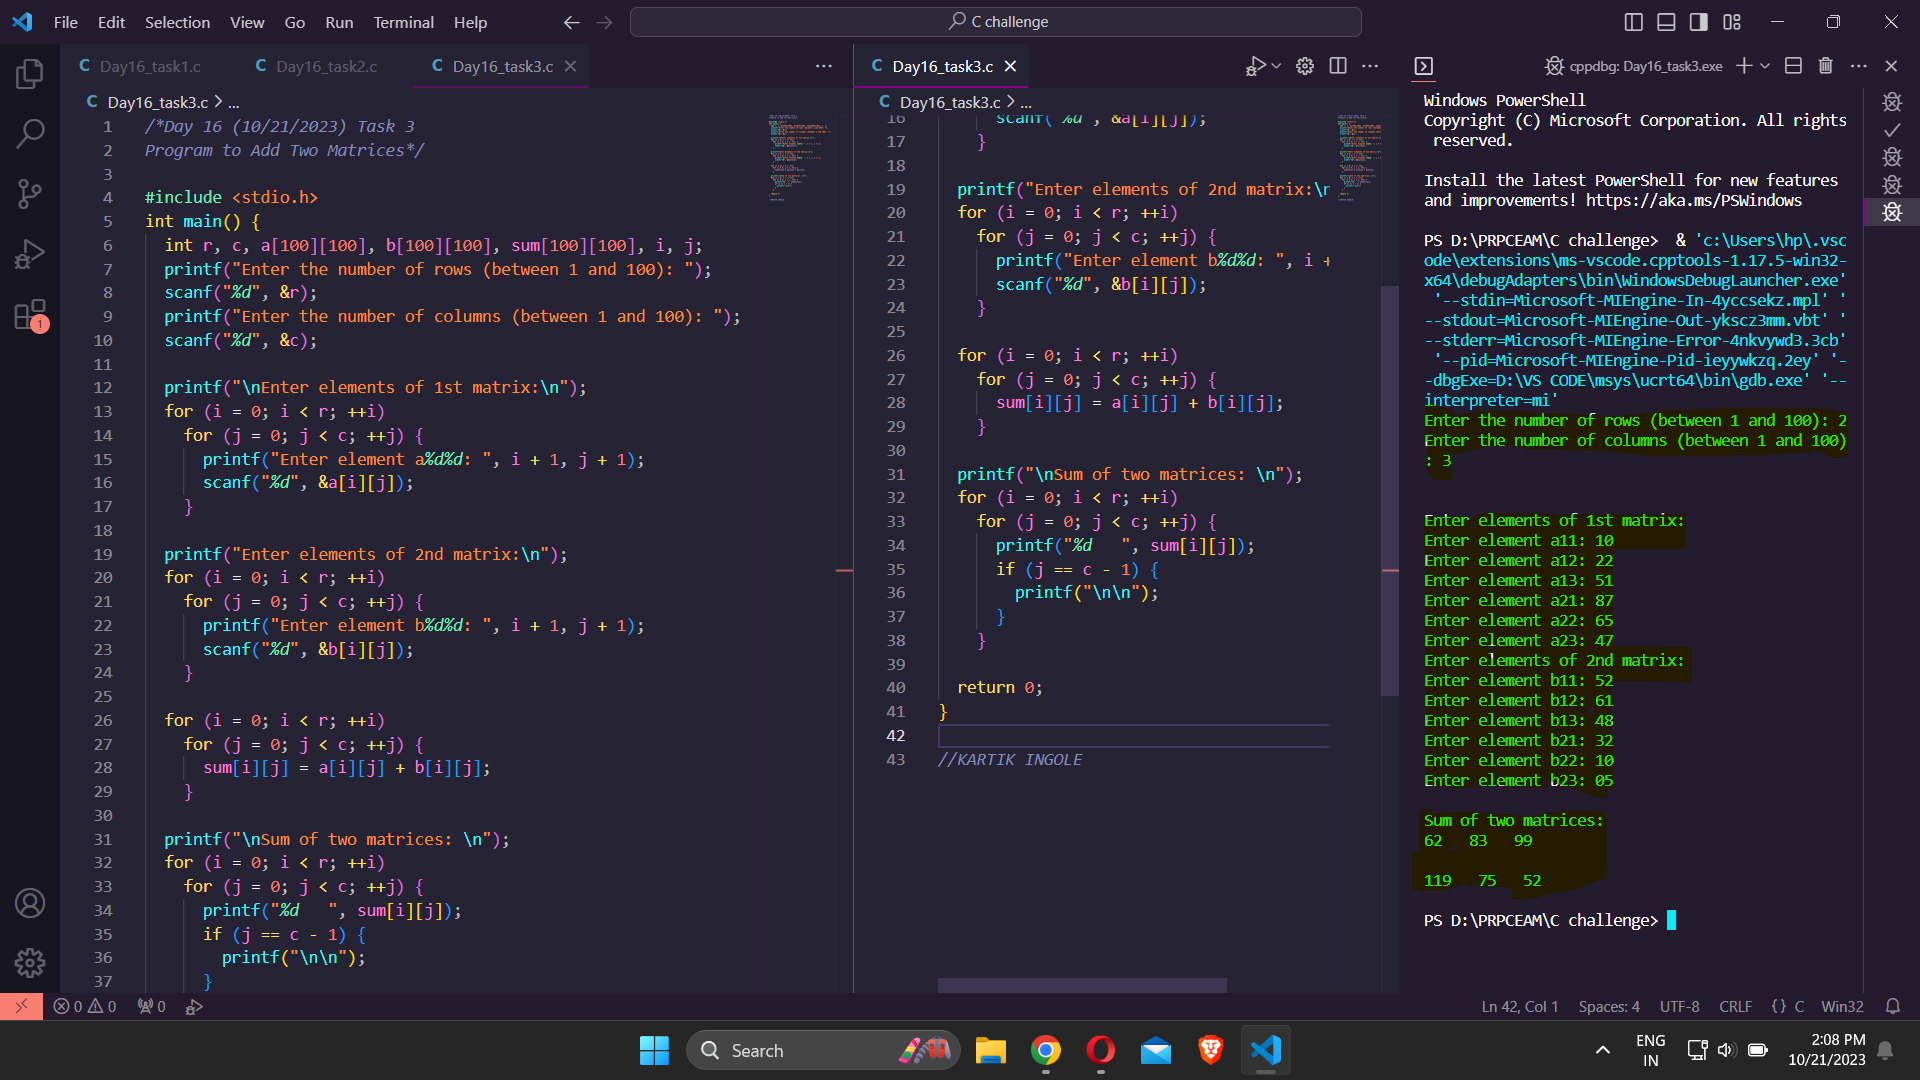 File Edit Selection View Go Run Terminal Help
C challenge
C Day16_task1.c
C Day16_task2.c
C Day16_task3.c
C Day16_task3.c > ...
1 /*Day 16 (10/21/2023) Task 3
2 Program to Add Two Matrices*/
3
4 #include <stdio.h>
5 int main() {
6 int r, c, a[100][100], b[100][100], sum[100][100], i, j;
7 printf("Enter the number of rows (between 1 and 100): ");
8 scanf("%d", &r);
9 printf("Enter the number of columns (between 1 and 100): ");
10 scanf("%d", &c);
11
12 printf("\nEnter elements of 1st matrix:\n");
13 for (i = 0; i < r; ++i)
14 for (j = 0; j < c; ++j) {
15 printf("Enter element a%d%d: ", i + 1, j + 1);
16 scanf("%d", &a[i][j]);
17 }
18
19 printf("Enter elements of 2nd matrix:\n");
20 for (i = 0; i < r; ++i)
21 for (j = 0; j < c; ++j) {
22 printf("Enter element b%d%d: ", i + 1, j + 1);
23 scanf("%d", &b[i][j]);
24 }
25
26 for (i = 0; i < r; ++i)
27 for (j = 0; j < c; ++j) {
28 sum[i][j] = a[i][j] + b[i][j];
29 }
30
31 printf("\nSum of two matrices: \n");
32 for (i = 0; i < r; ++i)
33 for (j = 0; j < c; ++j) {
34 printf("%d   ", sum[i][j]);
35 if (j == c - 1) {
36 printf("\n\n");
37 }
C Day16_task3.c
C Day16_task3.c > ...
16 scanf("%d", &a[i][j]);
17 }
18
19 printf("Enter elements of 2nd matrix:\n
20 for (i = 0; i < r; ++i)
21 for (j = 0; j < c; ++j) {
22 printf("Enter element b%d%d: ", i +
23 scanf("%d", &b[i][j]);
24 }
25
26 for (i = 0; i < r; ++i)
27 for (j = 0; j < c; ++j) {
28 sum[i][j] = a[i][j] + b[i][j];
29 }
30
31 printf("\nSum of two matrices: \n");
32 for (i = 0; i < r; ++i)
33 for (j = 0; j < c; ++j) {
34 printf("%d   ", sum[i][j]);
35 if (j == c - 1) {
36 printf("\n\n");
37 }
38 }
39
40 return 0;
41 }
42
43 //KARTIK INGOLE
cppdbg: Day16_task3.exe
Windows PowerShell
Copyright (C) Microsoft Corporation. All rights
reserved.
Install the latest PowerShell for new features
and improvements! https://aka.ms/PSWindows
PS D:\PRPCEAM\C challenge>  & 'c:\Users\hp\.vsc
ode\extensions\ms-vscode.cpptools-1.17.5-win32-
x64\debugAdapters\bin\WindowsDebugLauncher.exe'
'--stdin=Microsoft-MIEngine-In-4yccsekz.mpl' '
--stdout=Microsoft-MIEngine-Out-ykscz3mm.vbt' '
--stderr=Microsoft-MIEngine-Error-4nkvywd3.3cb'
'--pid=Microsoft-MIEngine-Pid-ieyywkzq.2ey' '-
-dbgExe=D:\VS CODE\msys\ucrt64\bin\gdb.exe' '--
interpreter=mi'
Enter the number of rows (between 1 and 100): 2
Enter the number of columns (between 1 and 100)
: 3
Enter elements of 1st matrix:
Enter element a11: 10
Enter element a12: 22
Enter element a13: 51
Enter element a21: 87
Enter element a22: 65
Enter element a23: 47
Enter elements of 2nd matrix:
Enter element b11: 52
Enter element b12: 61
Enter element b13: 48
Enter element b21: 32
Enter element b22: 10
Enter element b23: 05
Sum of two matrices:
62   83   99
119   75   52
PS D:\PRPCEAM\C challenge>
1
0 0 0
Ln 42, Col 1 Spaces: 4 UTF-8 CRLF {} C Win32
Search
ENG
IN
2:08 PM
10/21/2023